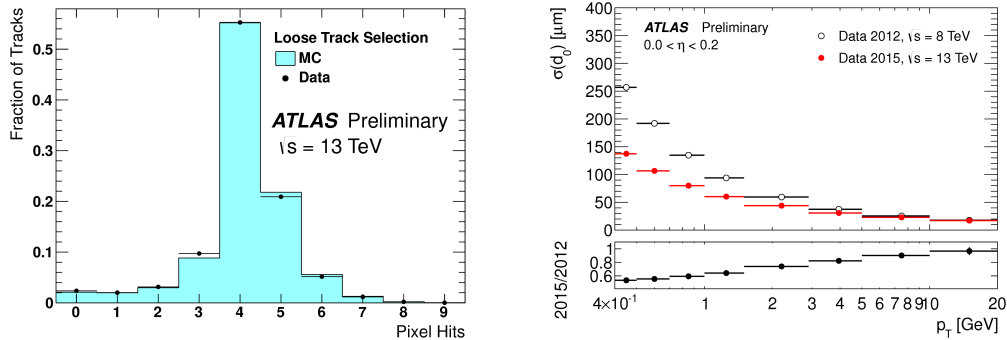 Fraction of Tracks
0.5
0.4
0.3
0.2
0.1
0
Loose Track Selection
MC
Data
ATLAS Preliminary
√s = 13 TeV
0 1 2 3 4 5 6 7 8 9
Pixel Hits
σ(d0) [μm]
400
350
300
250
200
150
100
50
0
ATLAS Preliminary
0.0 < η < 0.2
Data 2012, √s = 8 TeV
Data 2015, √s = 13 TeV
2015/2012
1
0.8
0.6
4×10⁻¹ 1 2 3 4 5 6 7 8 9 10 20
pT [GeV]